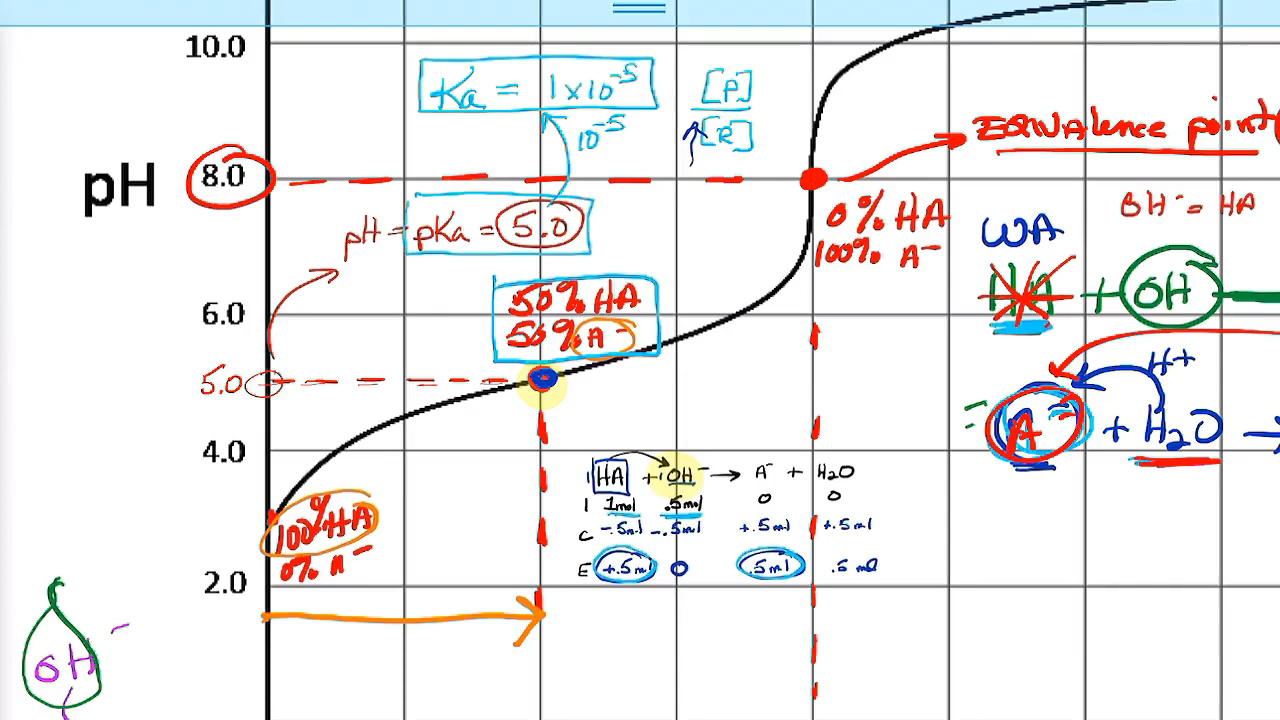 10.0
Ka = 1x10⁻⁵
[P]
[R]
10⁻⁵
EQUIVALENCE point
pH
8.0
0% HA
100% A⁻
OH⁻ = HA
pH = pKa = 5.0
WA
HA + OH
50% HA
50% A⁻
6.0
5.0
H+
A⁻ + H₂O →
4.0
HA + OH⁻ → A⁻ + H₂O
I 1mol .5mol 0 0
C -.5mol -.5mol +.5mol +.5mol
E +.5mol 0 .5mol .5mol
100% HA
0% A⁻
2.0
OH⁻